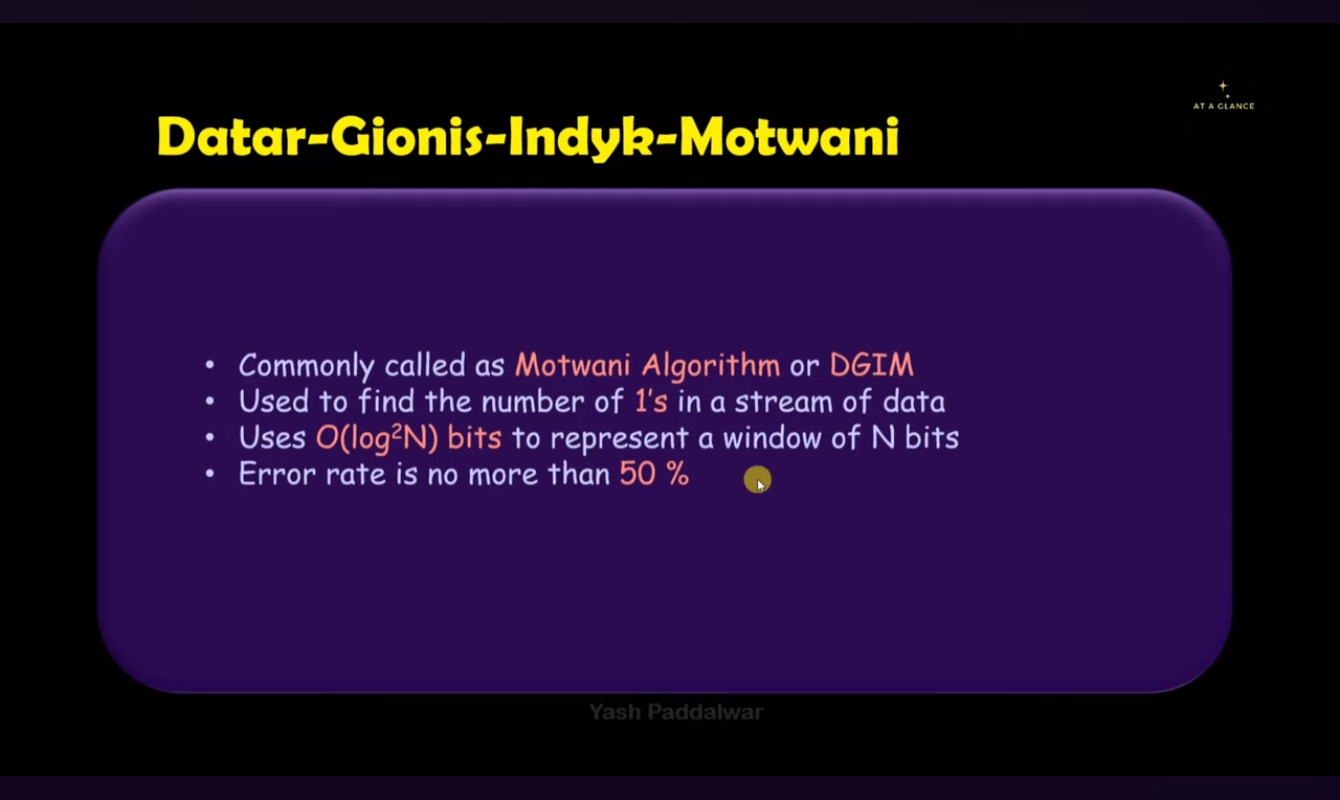 AT A GLANCE
Datar-Gionis-Indyk-Motwani
• Commonly called as Motwani Algorithm or DGIM
• Used to find the number of 1's in a stream of data
• Uses O(log²N) bits to represent a window of N bits
• Error rate is no more than 50 %
Yash Paddalwar